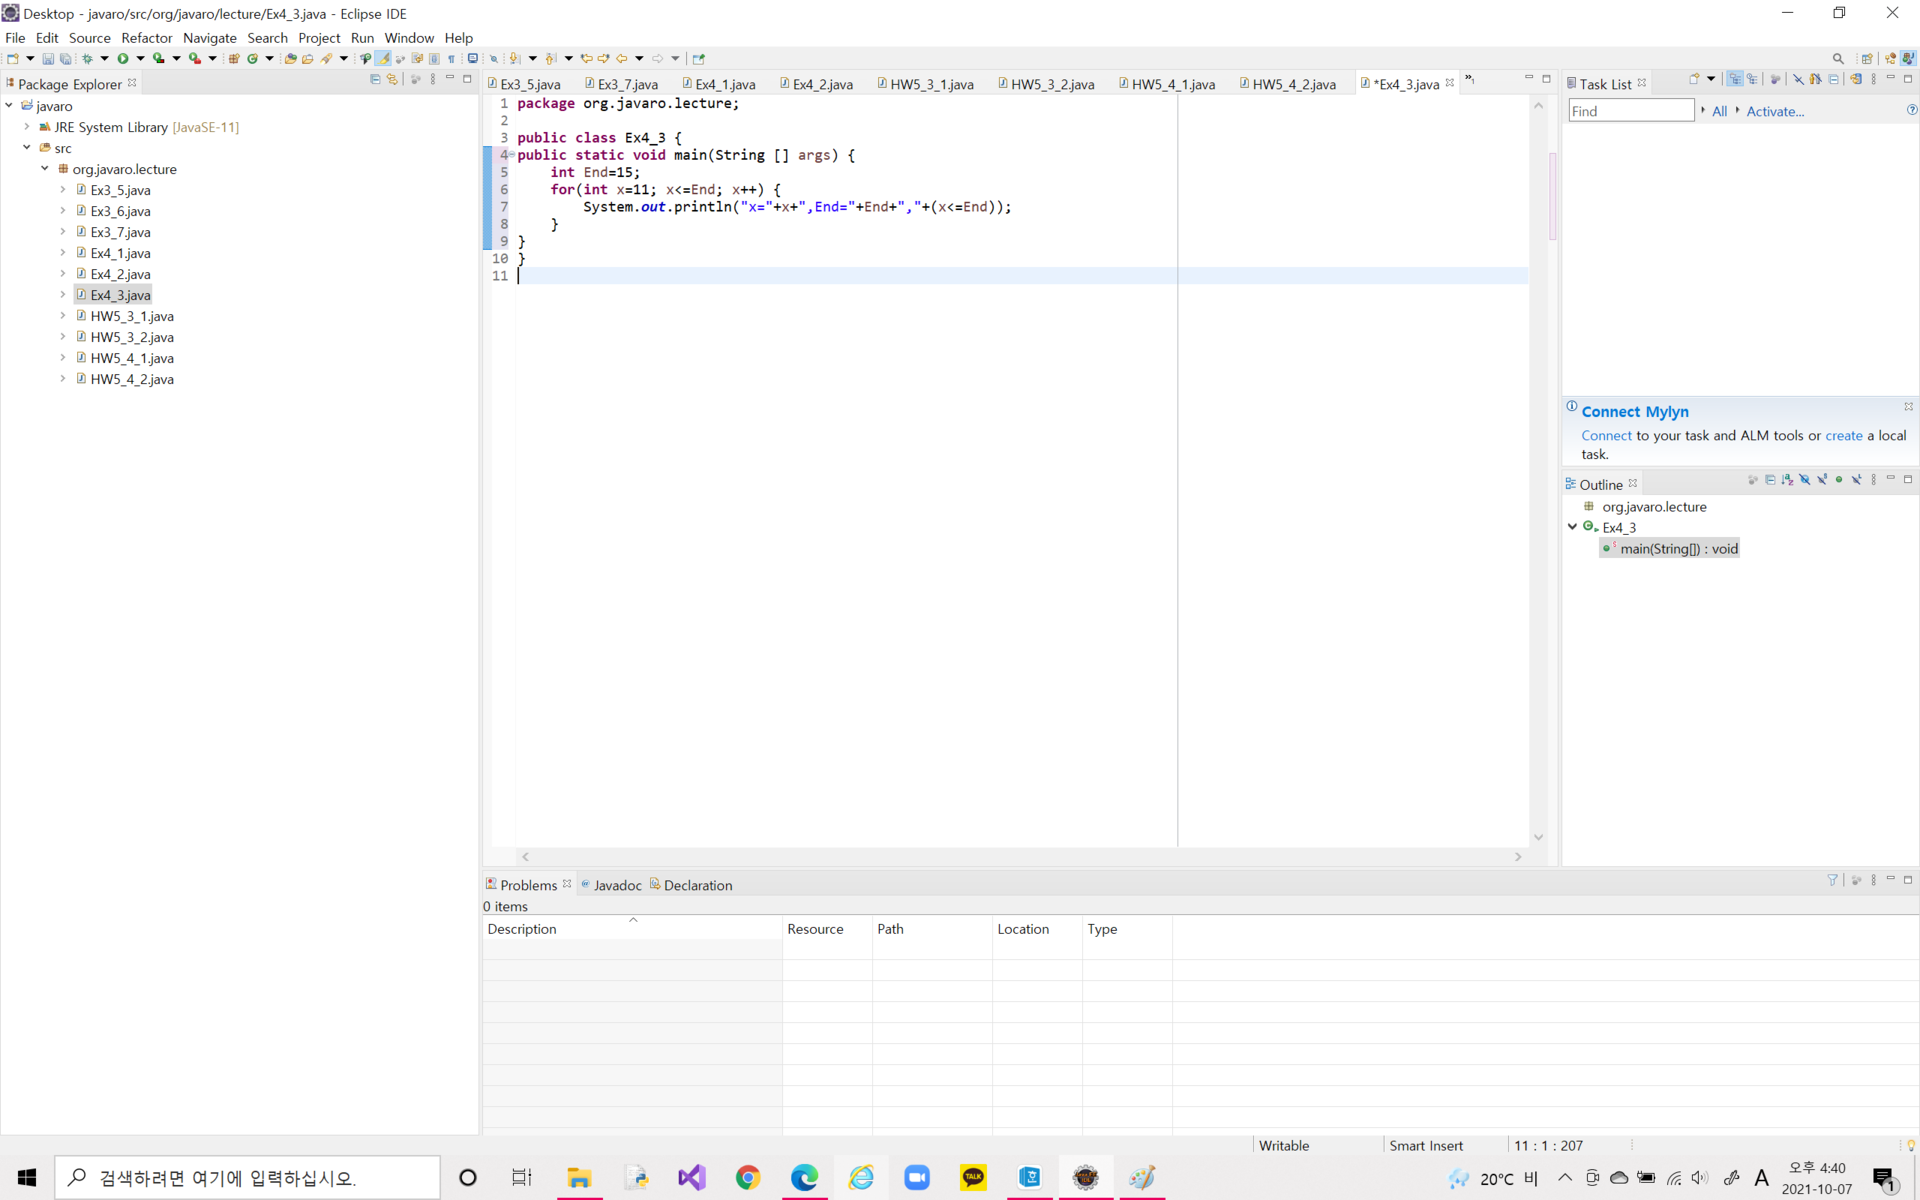 Desktop - javaro/src/org/javaro/lecture/Ex4_3.java - Eclipse IDE
File Edit Source Refactor Navigate Search Project Run Window Help
Package Explorer
javaro
JRE System Library [JavaSE-11]
src
org.javaro.lecture
Ex3_5.java
Ex3_6.java
Ex3_7.java
Ex4_1.java
Ex4_2.java
Ex4_3.java
HW5_3_1.java
HW5_3_2.java
HW5_4_1.java
HW5_4_2.java
Ex3_5.java Ex3_7.java Ex4_1.java Ex4_2.java HW5_3_1.java HW5_3_2.java HW5_4_1.java HW5_4_2.java *Ex4_3.java »1
1 package org.javaro.lecture;
2
3 public class Ex4_3 {
4 public static void main(String [] args) {
5 int End=15;
6 for(int x=11; x<=End; x++) {
7 System.out.println("x="+x+",End="+End+","+(x<=End));
8 }
9 }
10 }
11
Task List
Find All Activate...
Connect Mylyn
Connect to your task and ALM tools or create a local
task.
Outline
org.javaro.lecture
Ex4_3
main(String[]) : void
Problems Javadoc Declaration
0 items
Description Resource Path Location Type
Writable Smart Insert 11 : 1 : 207
검색하려면 여기에 입력하십시오.
TALK
20°C 비
A
오후 4:40
2021-10-07
1